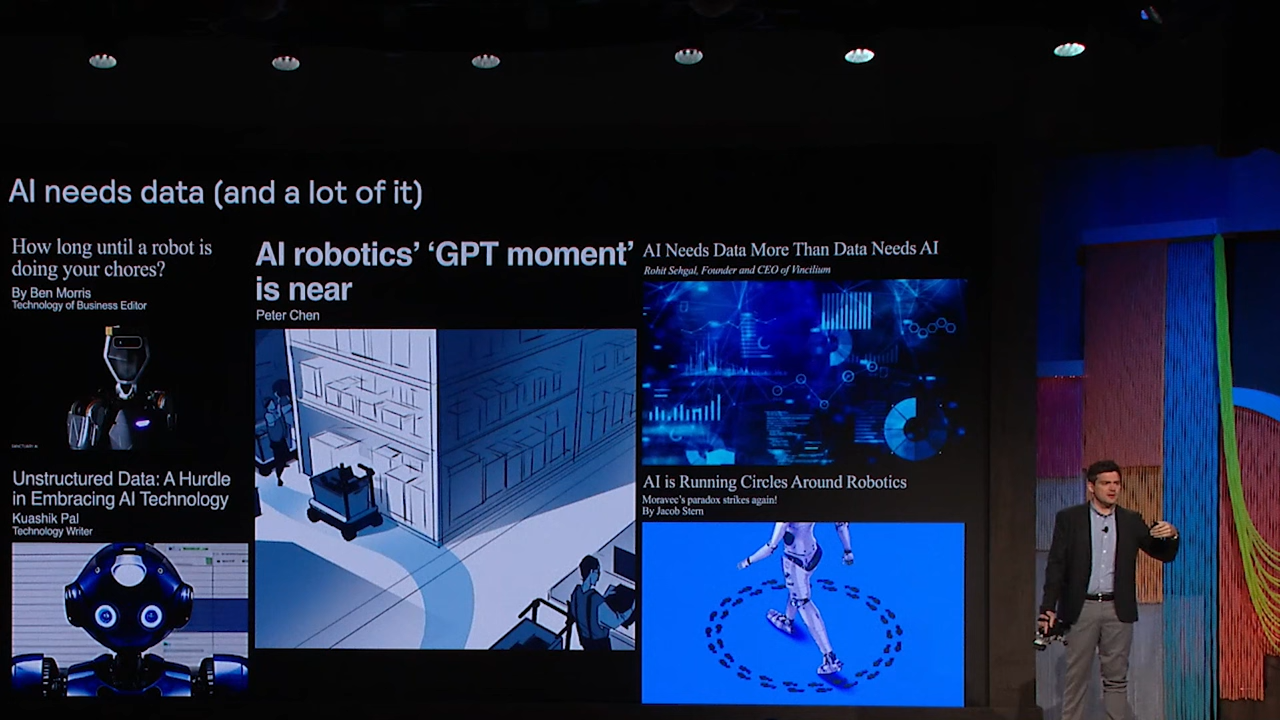 AI needs data (and a lot of it)
How long until a robot is
doing your chores?
By Ben Morris
Technology of Business Editor
Unstructured Data: A Hurdle
in Embracing AI Technology
Kuashik Pal
Technology Writer
AI robotics’ ‘GPT moment’
is near
Peter Chen
AI Needs Data More Than Data Needs AI
Rohit Sehgal, Founder and CEO of Vincilium
AI is Running Circles Around Robotics
Moravec's paradox strikes again!
By Jacob Stern